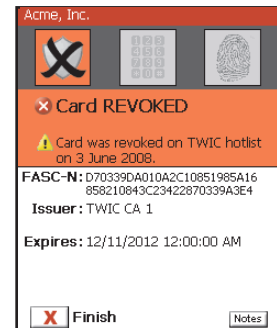 Acme, Inc.
Card REVOKED
Card was revoked on TWIC hotlist
on 3 June 2008.
FASC-N: D70339DA010A2C10851985A16
858210843C23422870339A3E4
Issuer: TWIC CA 1
Expires: 12/11/2012 12:00:00 AM
X Finish
Notes